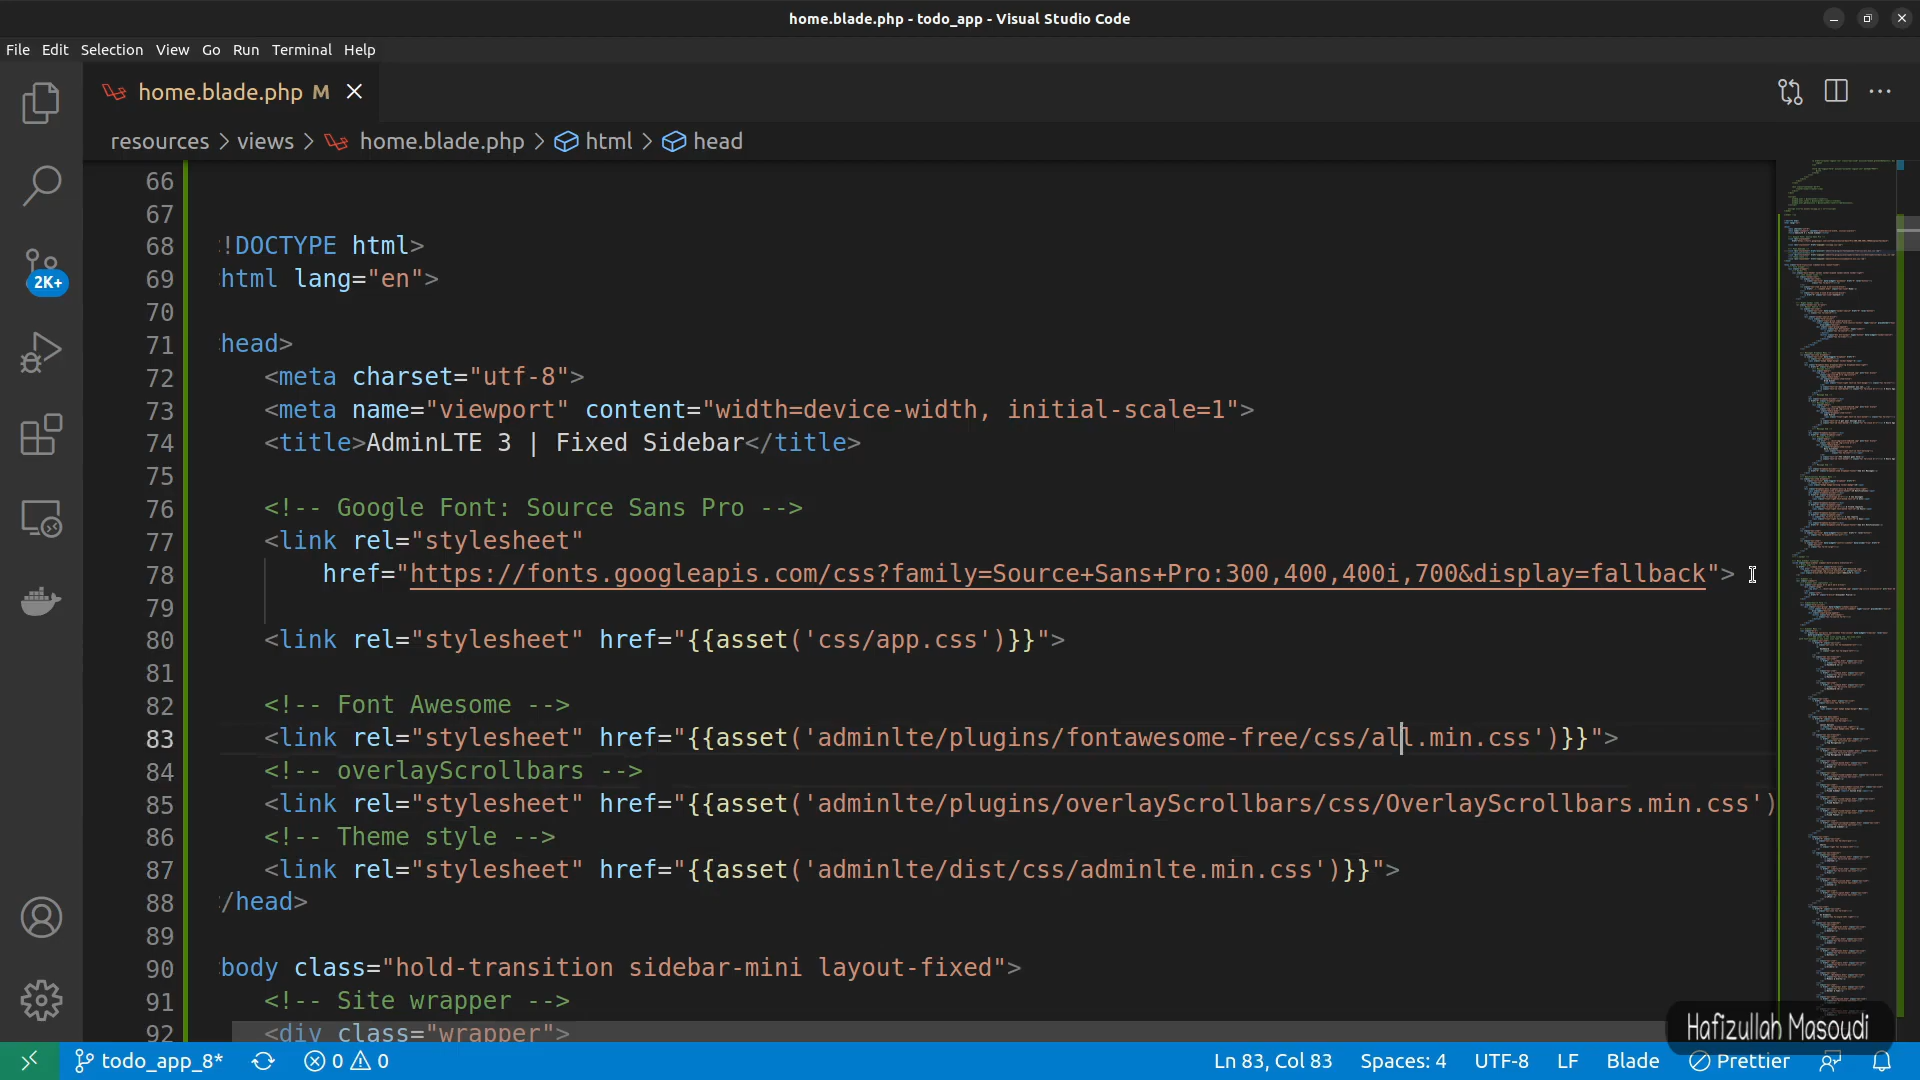 home.blade.php - todo_app - Visual Studio Code
File Edit Selection View Go Run Terminal Help
home.blade.php M
resources > views > home.blade.php > html > head
66
67
68 !DOCTYPE html>
69 html lang="en">
70
71 head>
72 <meta charset="utf-8">
73 <meta name="viewport" content="width=device-width, initial-scale=1">
74 <title>AdminLTE 3 | Fixed Sidebar</title>
75
76 <!-- Google Font: Source Sans Pro -->
77 <link rel="stylesheet"
78 href="https://fonts.googleapis.com/css?family=Source+Sans+Pro:300,400,400i,700&display=fallback">
79
80 <link rel="stylesheet" href="{{asset('css/app.css')}}">
81
82 <!-- Font Awesome -->
83 <link rel="stylesheet" href="{{asset('adminlte/plugins/fontawesome-free/css/all.min.css')}}">
84 <!-- overlayScrollbars -->
85 <link rel="stylesheet" href="{{asset('adminlte/plugins/overlayScrollbars/css/OverlayScrollbars.min.css')
86 <!-- Theme style -->
87 <link rel="stylesheet" href="{{asset('adminlte/dist/css/adminlte.min.css')}}">
88 /head>
89
90 body class="hold-transition sidebar-mini layout-fixed">
91 <!-- Site wrapper -->
92 <div class="wrapper">
2K+
Hafizullah Masoudi
todo_app_8* 0 0 Ln 83, Col 83 Spaces: 4 UTF-8 LF Blade Prettier